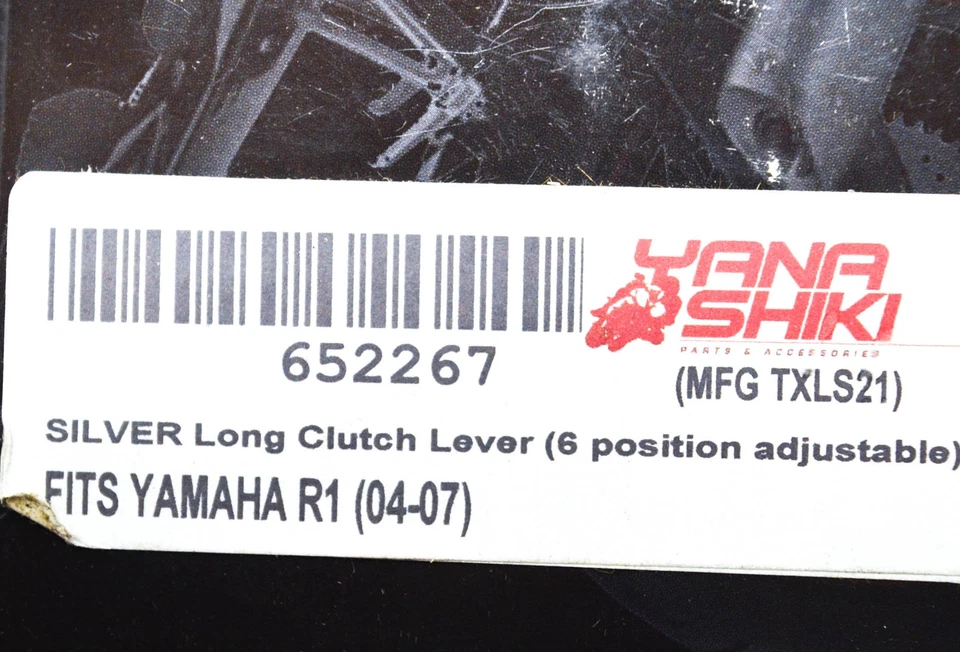 YANA
SHIKI
PARTS & ACCESSORIES
652267
(MFG TXLS21)
SILVER Long Clutch Lever (6 position adjustable)
FITS YAMAHA R1 (04-07)